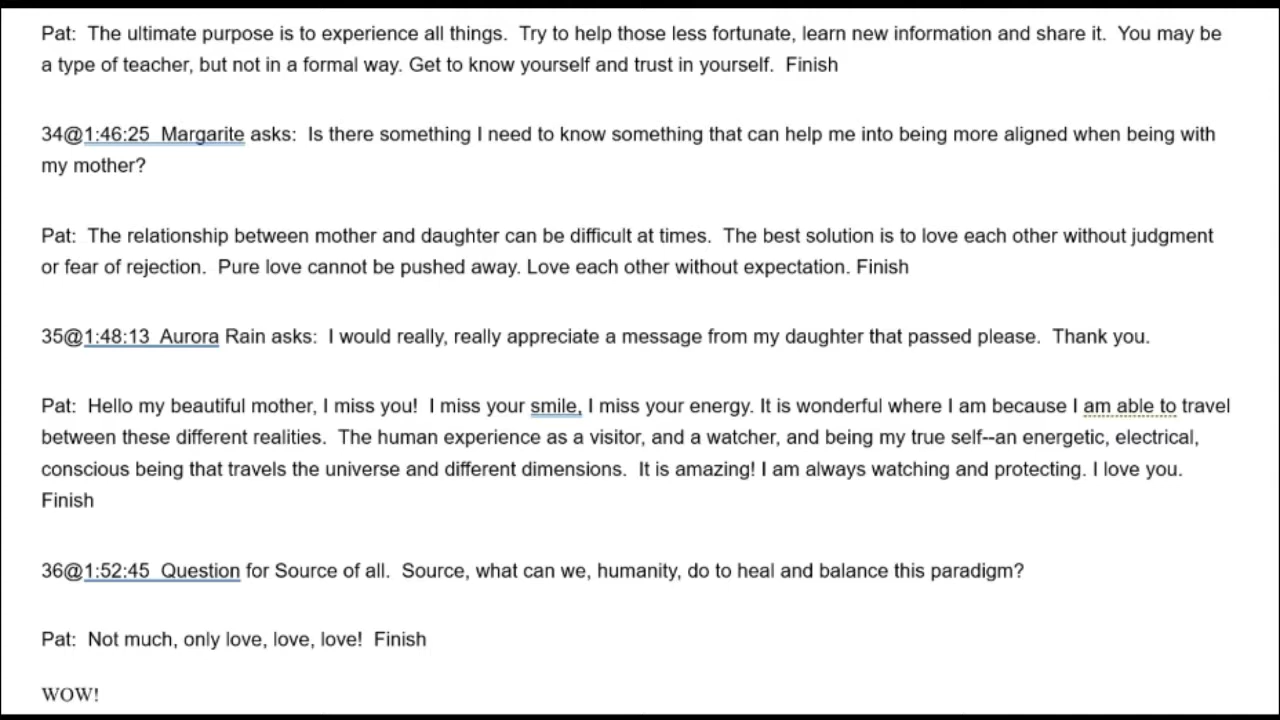 Pat:  The ultimate purpose is to experience all things.  Try to help those less fortunate, learn new information and share it.  You may be
a type of teacher, but not in a formal way. Get to know yourself and trust in yourself.  Finish
34@1:46:25  Margarite asks:  Is there something I need to know something that can help me into being more aligned when being with
my mother?
Pat:  The relationship between mother and daughter can be difficult at times.  The best solution is to love each other without judgment
or fear of rejection.  Pure love cannot be pushed away. Love each other without expectation. Finish
35@1:48:13  Aurora Rain asks:  I would really, really appreciate a message from my daughter that passed please.  Thank you.
Pat:  Hello my beautiful mother, I miss you!  I miss your smile, I miss your energy. It is wonderful where I am because I am able to travel
between these different realities.  The human experience as a visitor, and a watcher, and being my true self--an energetic, electrical,
conscious being that travels the universe and different dimensions.  It is amazing! I am always watching and protecting. I love you.
Finish
36@1:52:45  Question for Source of all.  Source, what can we, humanity, do to heal and balance this paradigm?
Pat:  Not much, only love, love, love!  Finish
WOW!